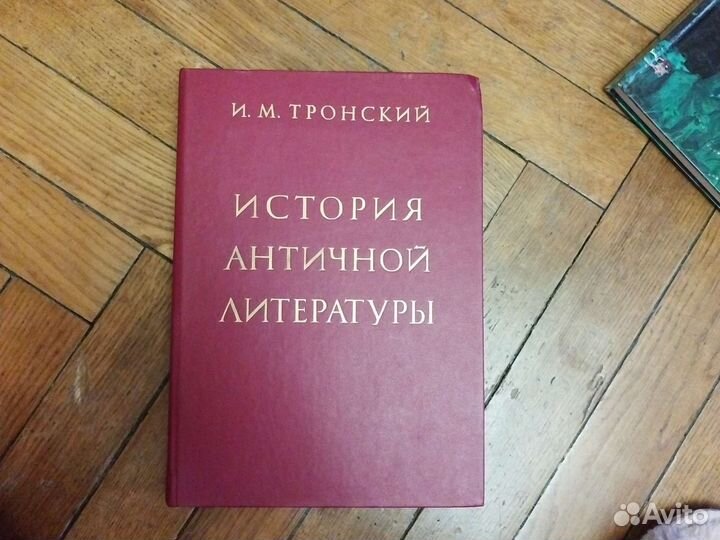 И. М. ТРОНСКИЙ
ИСТОРИЯ
АНТИЧНОЙ
ЛИТЕРАТУРЫ
Avito